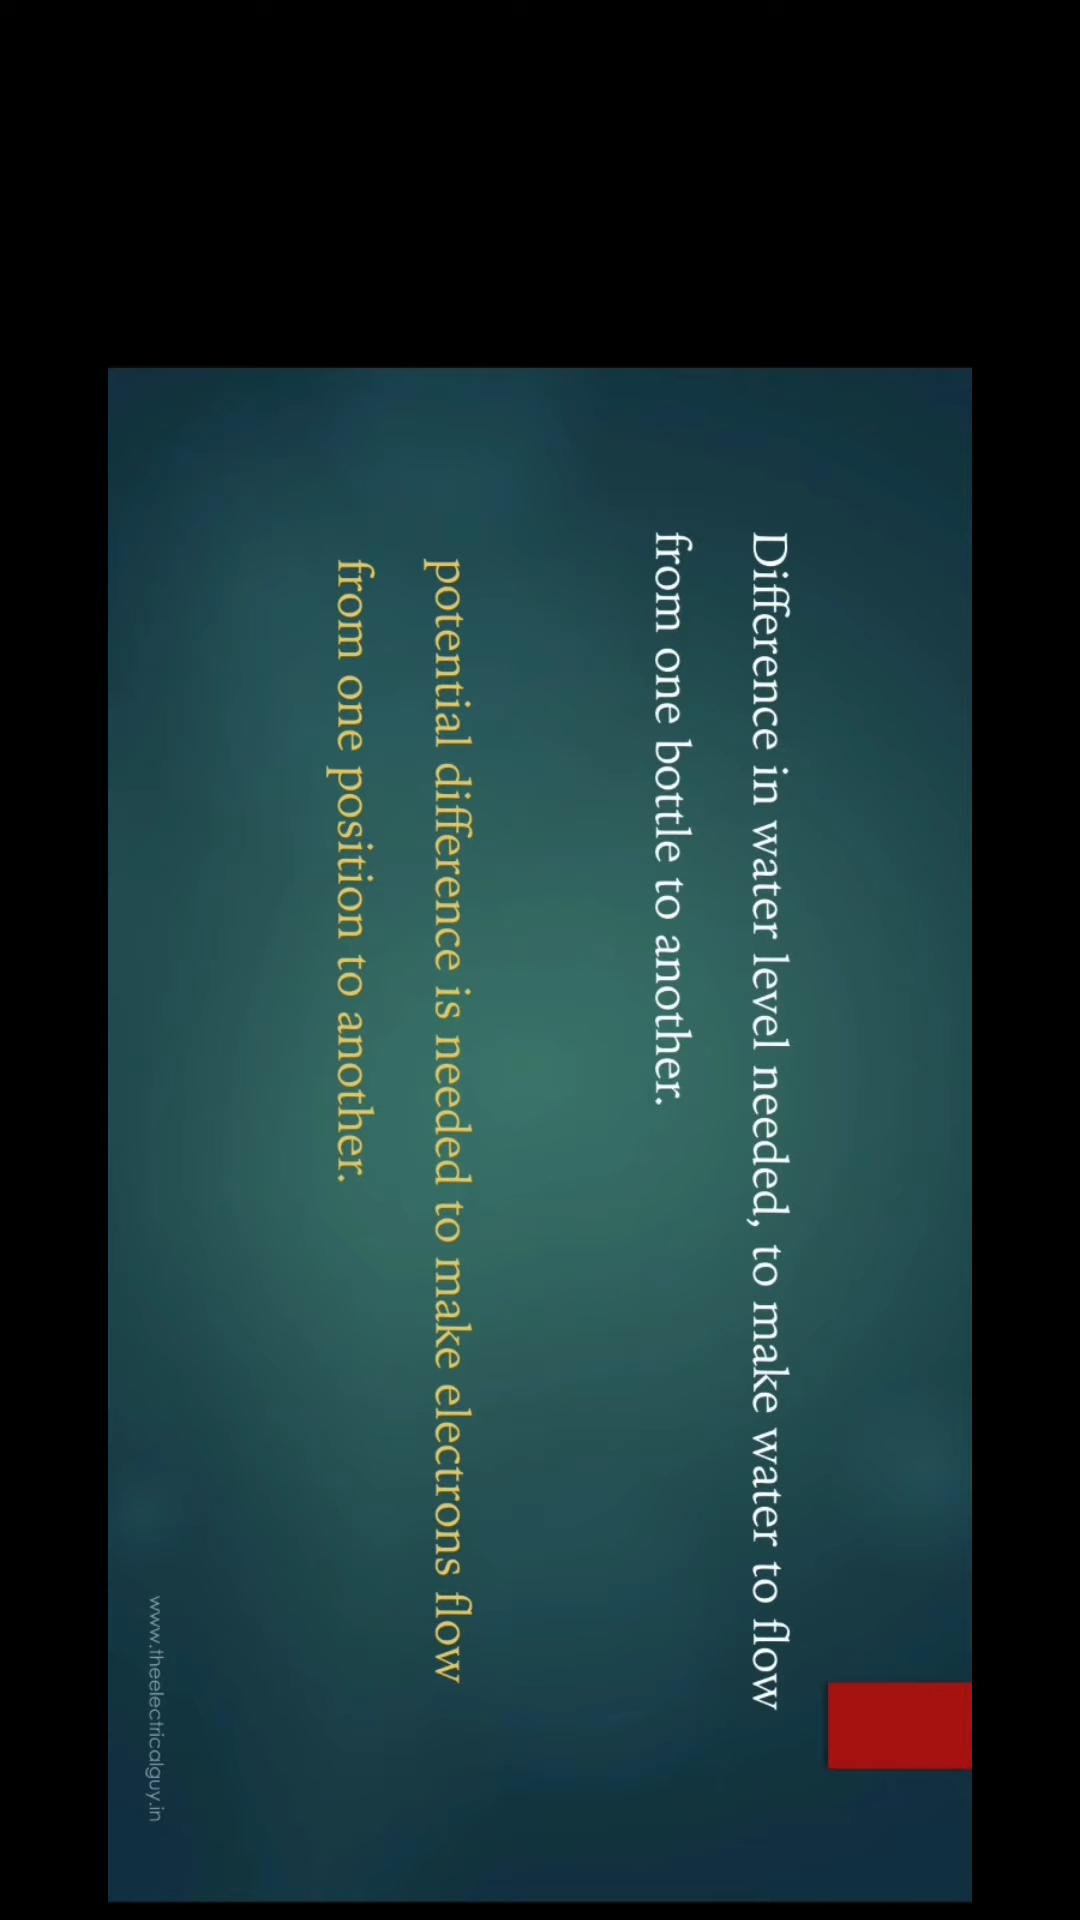 Difference in water level needed, to make water to flow
from one bottle to another.
potential difference is needed to make electrons flow
from one position to another.
www.theelectricalguy.in